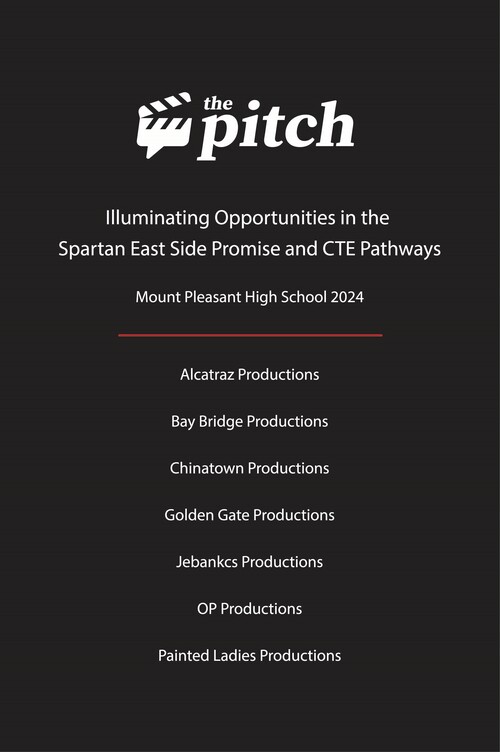 the
pitch
Illuminating Opportunities in the
Spartan East Side Promise and CTE Pathways
Mount Pleasant High School 2024
Alcatraz Productions
Bay Bridge Productions
Chinatown Productions
Golden Gate Productions
Jebankcs Productions
OP Productions
Painted Ladies Productions